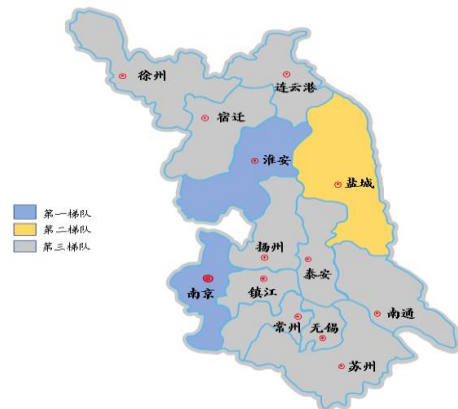 徐州
连云港
宿迁
淮安
盐城
第一梯队
第二梯队
第三梯队
扬州
泰安
南京
镇江
南通
常州
无锡
苏州